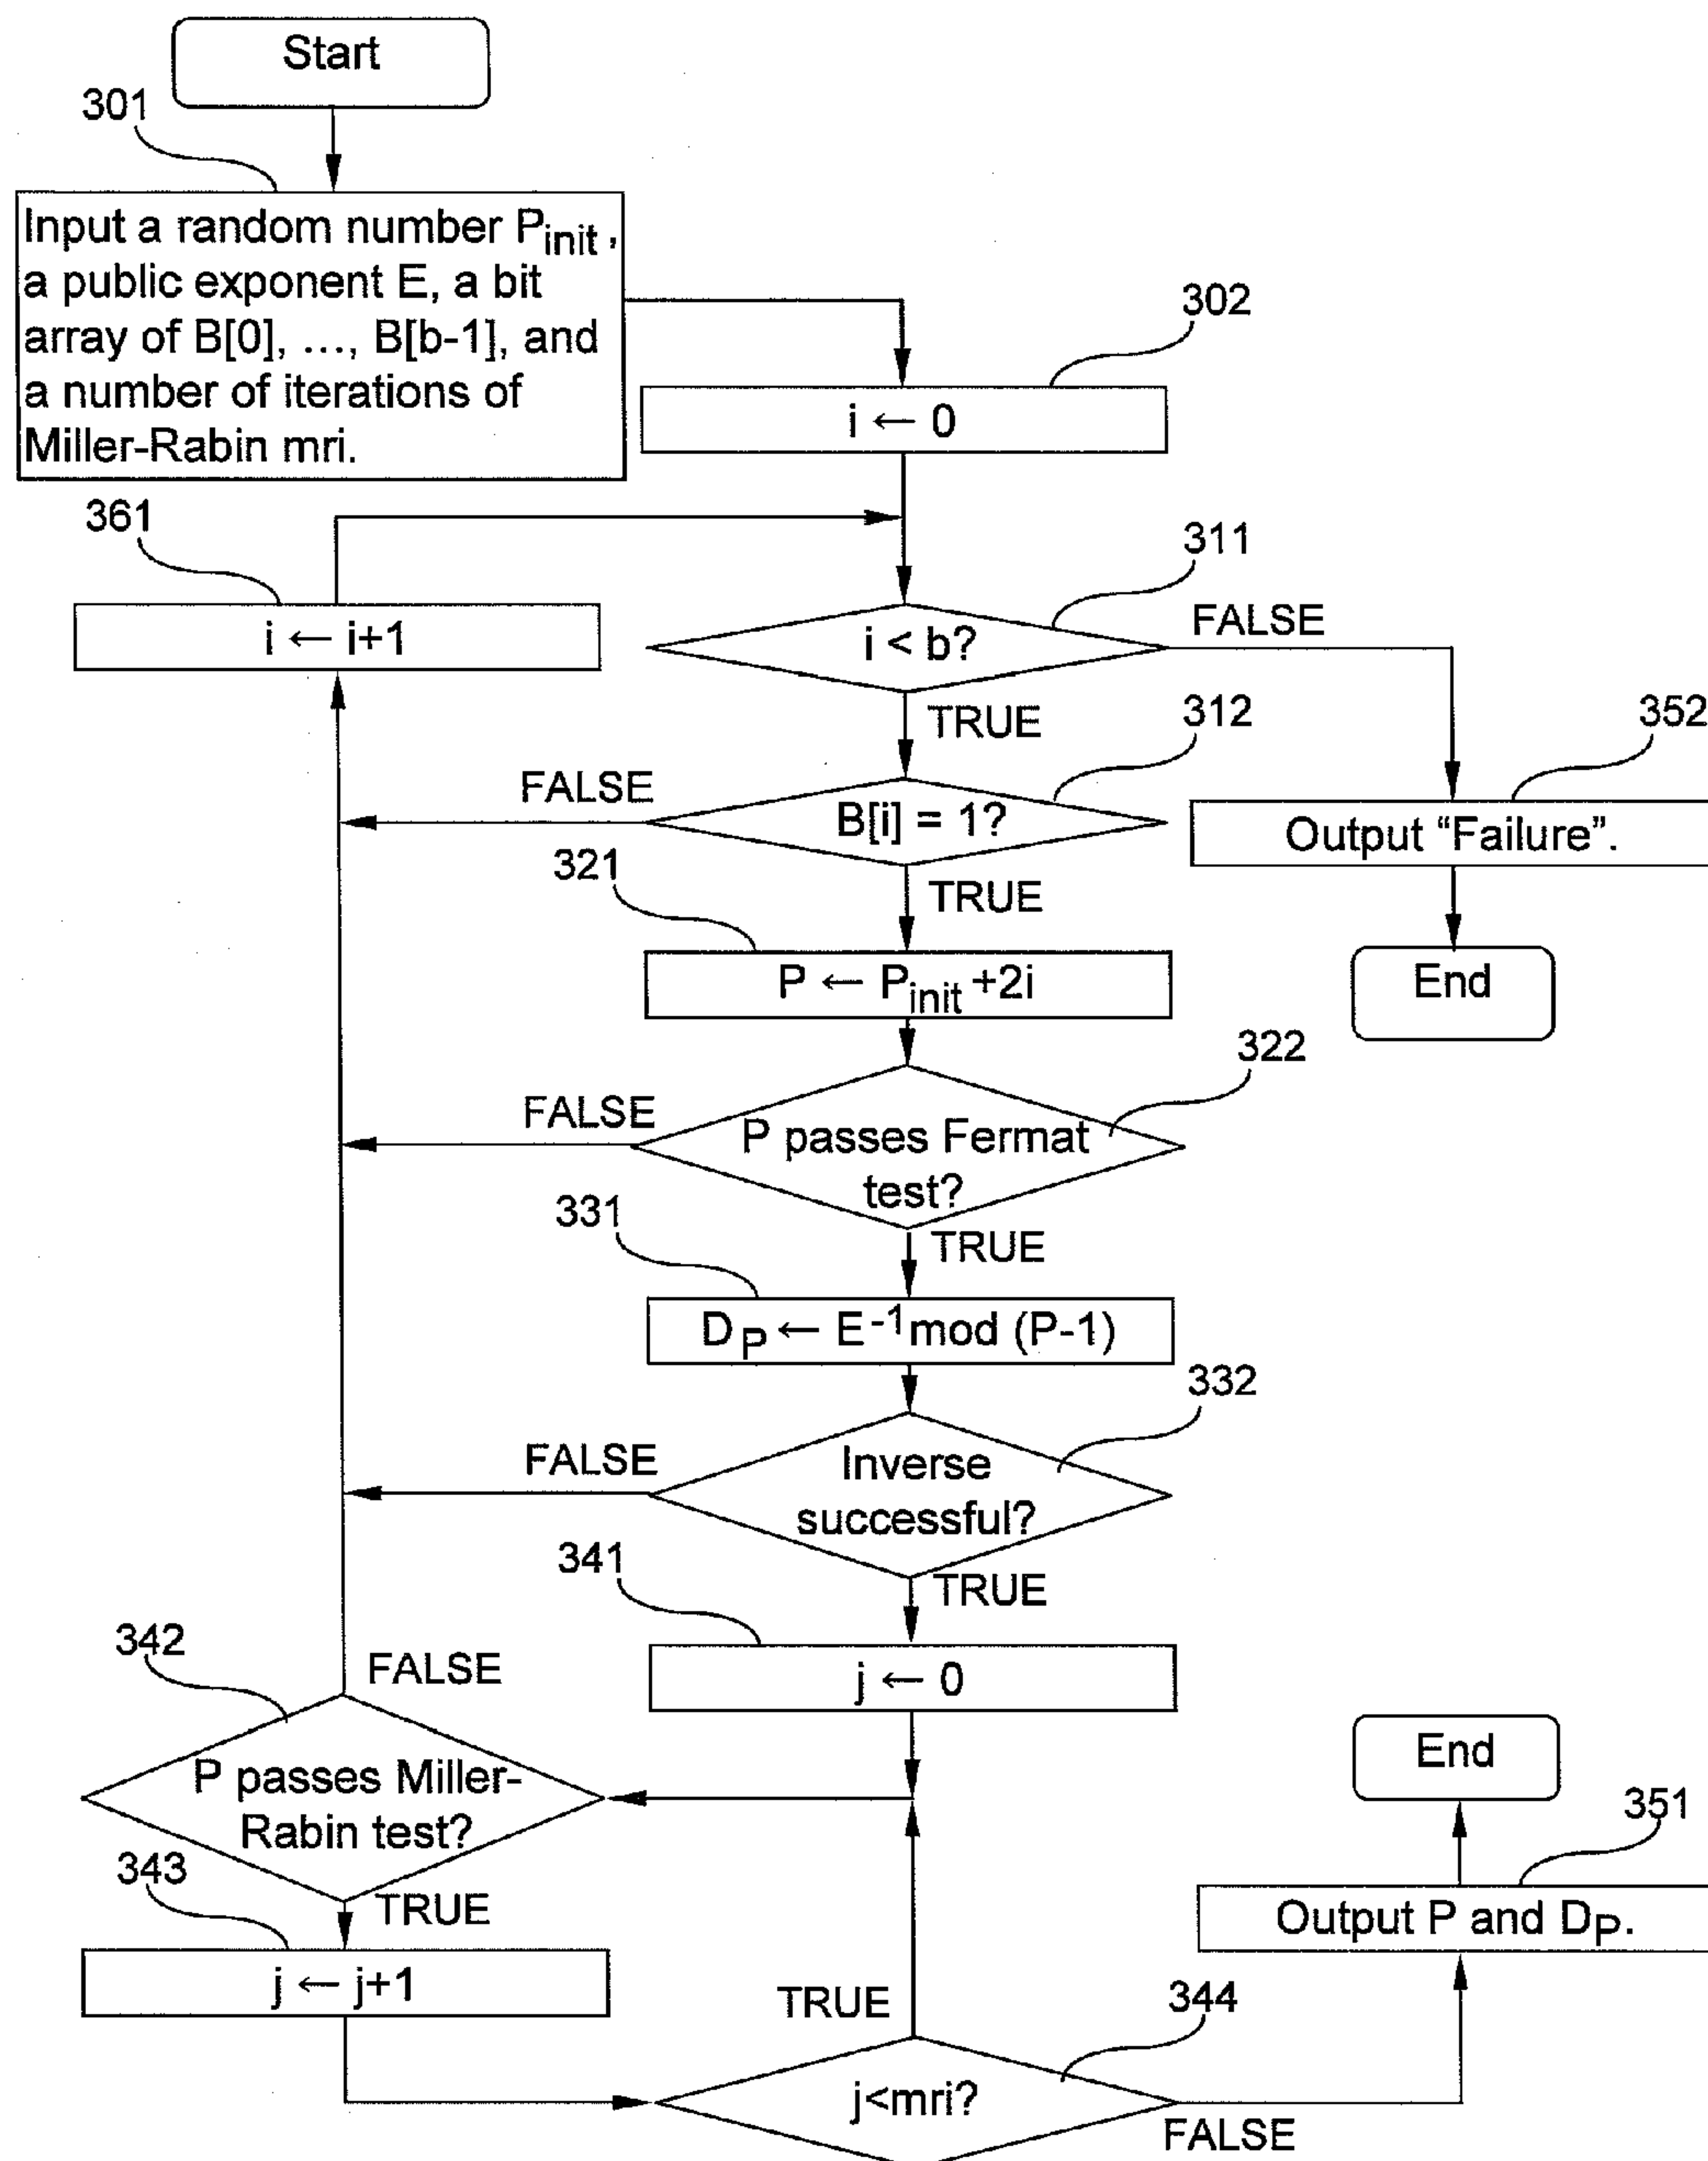 Start
301
Input a random number Pinit,
a public exponent E, a bit
array of B[0], ..., B[b-1], and
a number of iterations of
Miller-Rabin mri.
302
i ← 0
361
i ← i+1
311
i < b?
FALSE
TRUE
312
352
FALSE
B[i] = 1?
Output “Failure”.
321
TRUE
P ← Pinit +2i
End
322
FALSE
P passes Fermat
test?
331
TRUE
DP ← E-1 mod (P-1)
332
FALSE
Inverse
successful?
341
TRUE
342
FALSE
j ← 0
P passes Miller-
Rabin test?
End
351
343
TRUE
Output P and DP.
j ← j+1
TRUE
344
j<mri?
FALSE